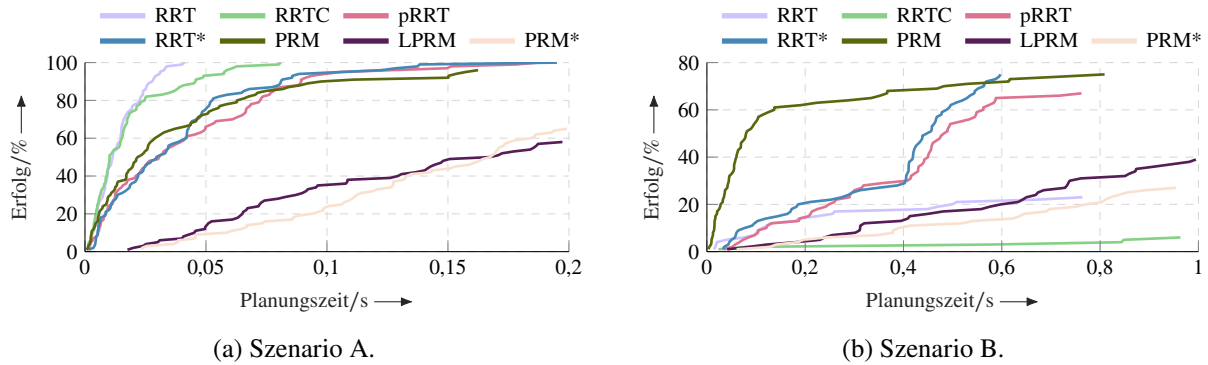 RRT RRTC pRRT
RRT* PRM LPRM PRM*
100
80
60
40
20
0
Erfolg/%
0 0,05 0,1 0,15 0,2
Planungszeit/s
(a) Szenario A.
RRT RRTC pRRT
RRT* PRM LPRM PRM*
80
60
40
20
0
Erfolg/%
0 0,2 0,4 0,6 0,8 1
Planungszeit/s
(b) Szenario B.